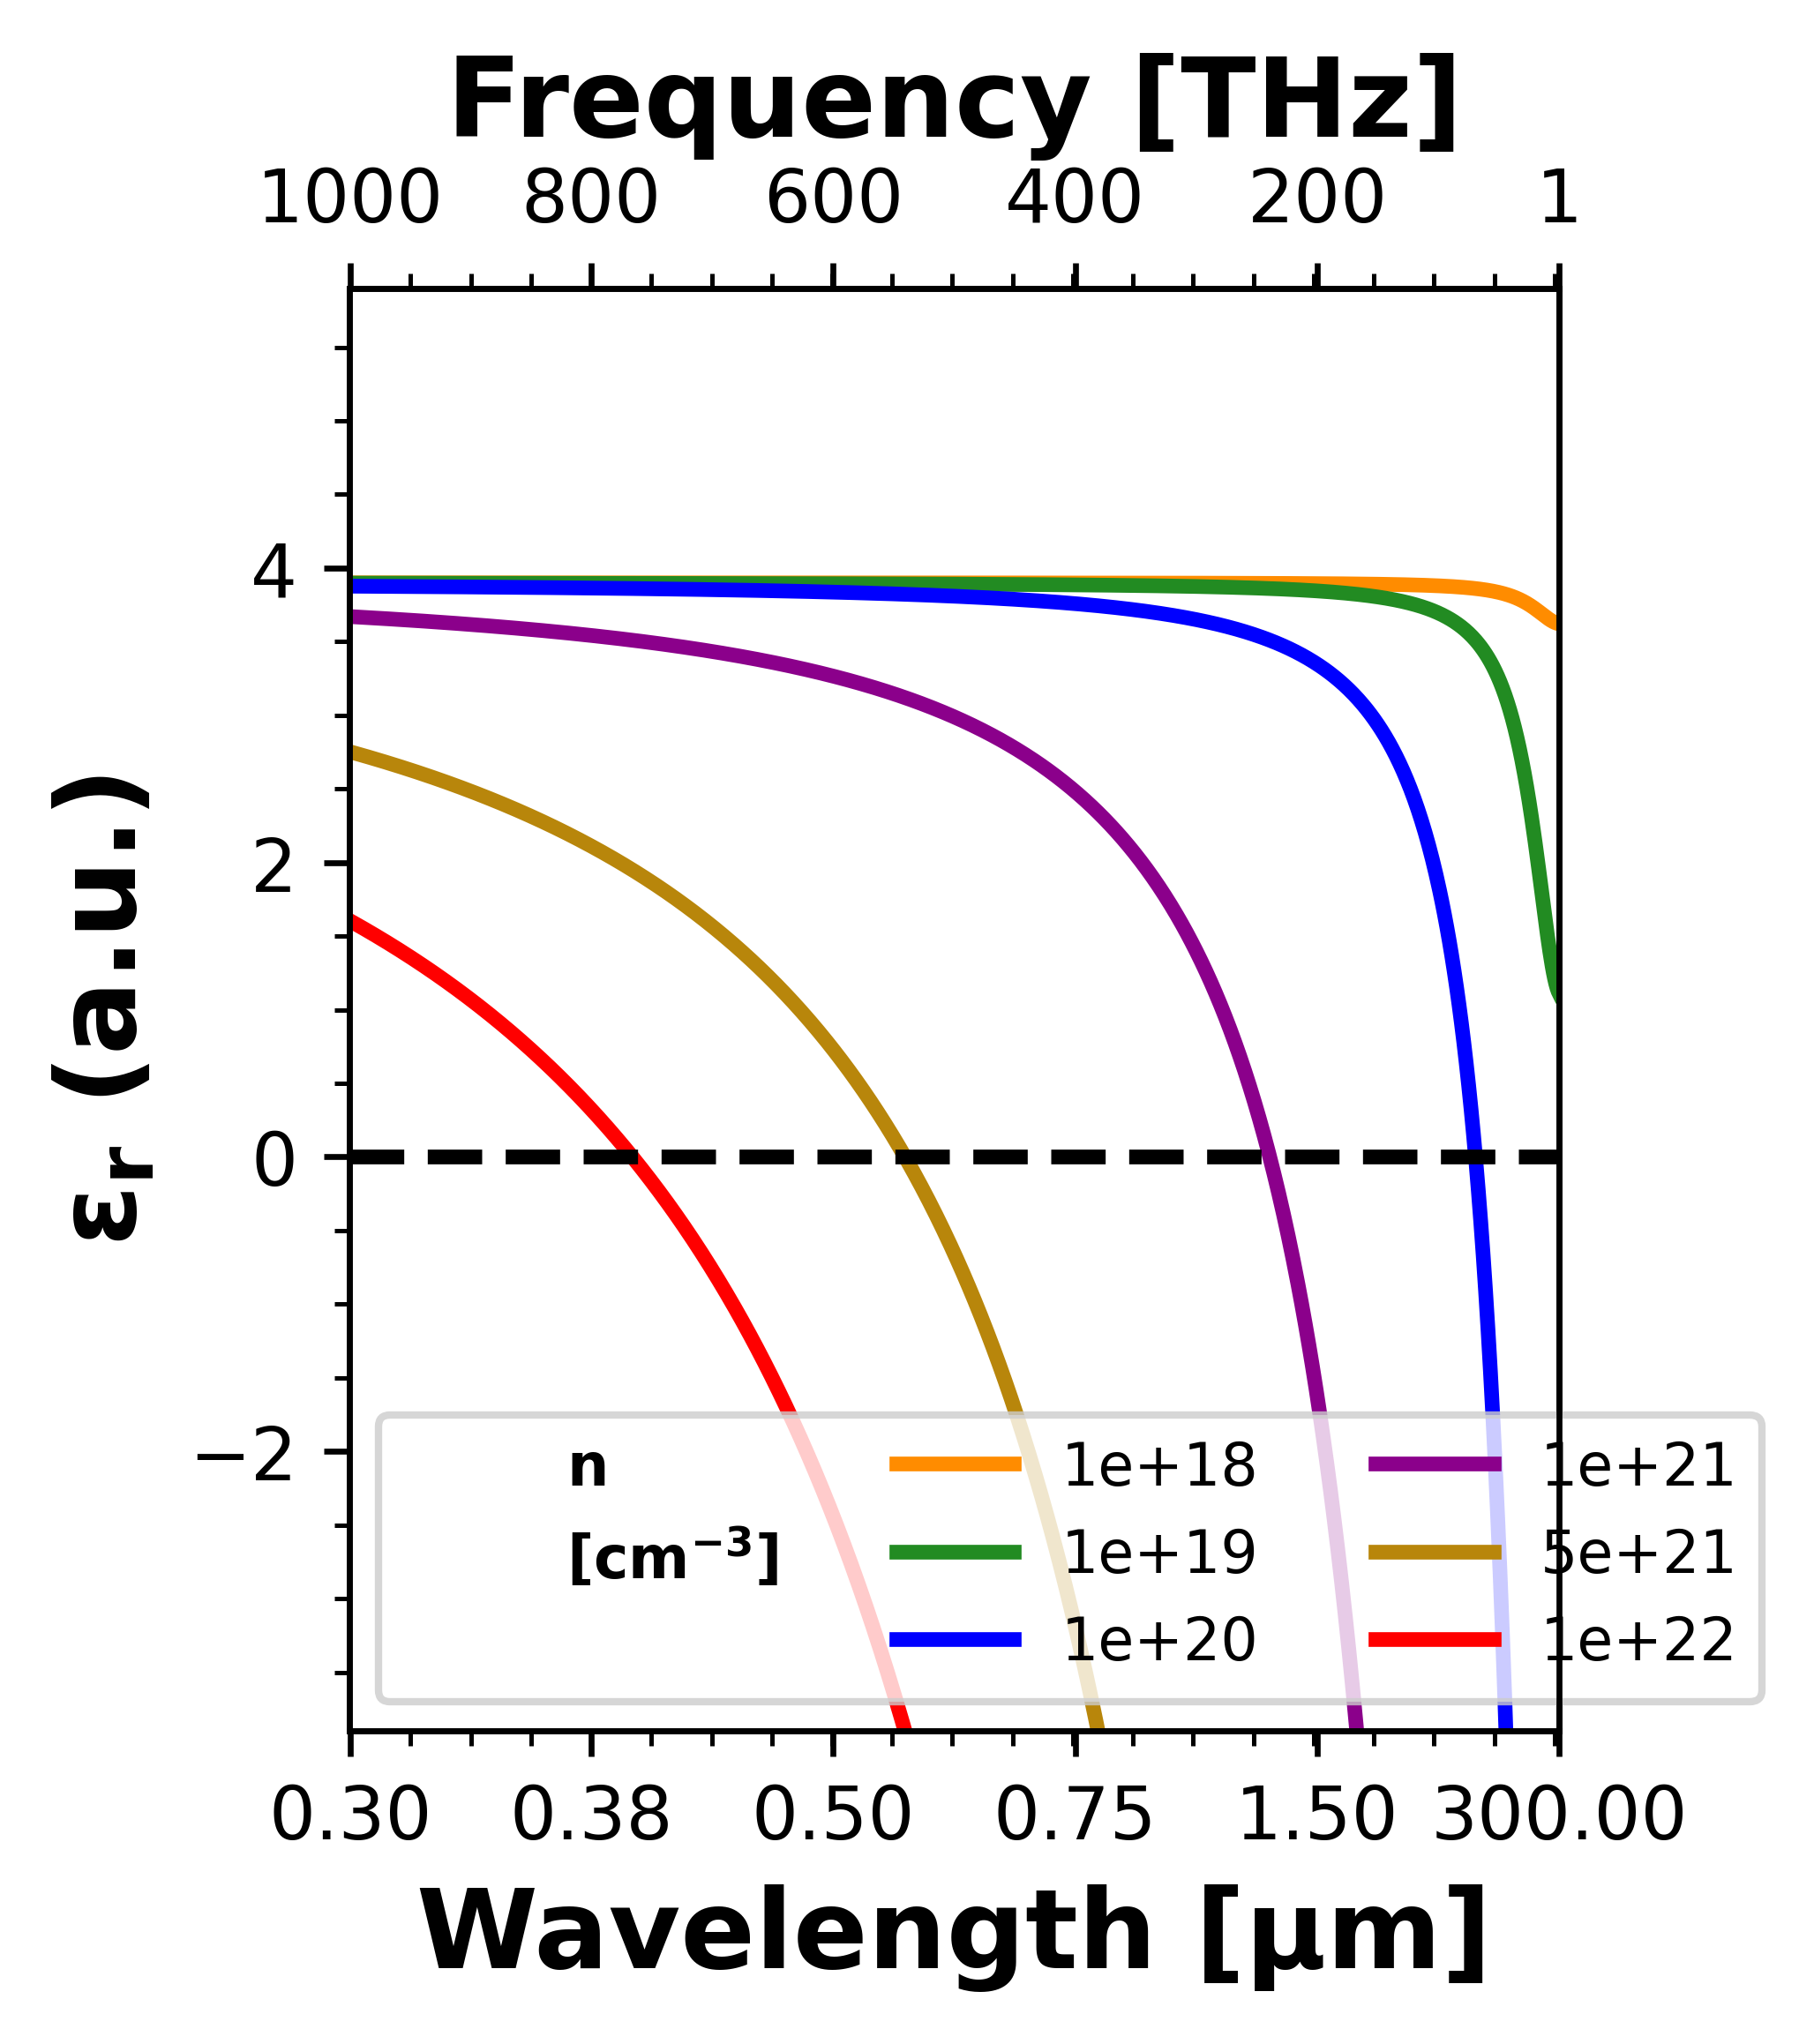 Frequency [THz]
1000 800 600 400 200 1
εr (a.u.)
4
2
0
−2
n 1e+18 1e+21
[cm⁻³] 1e+19 5e+21
1e+20 1e+22
0.30 0.38 0.50 0.75 1.50 300.00
Wavelength [μm]